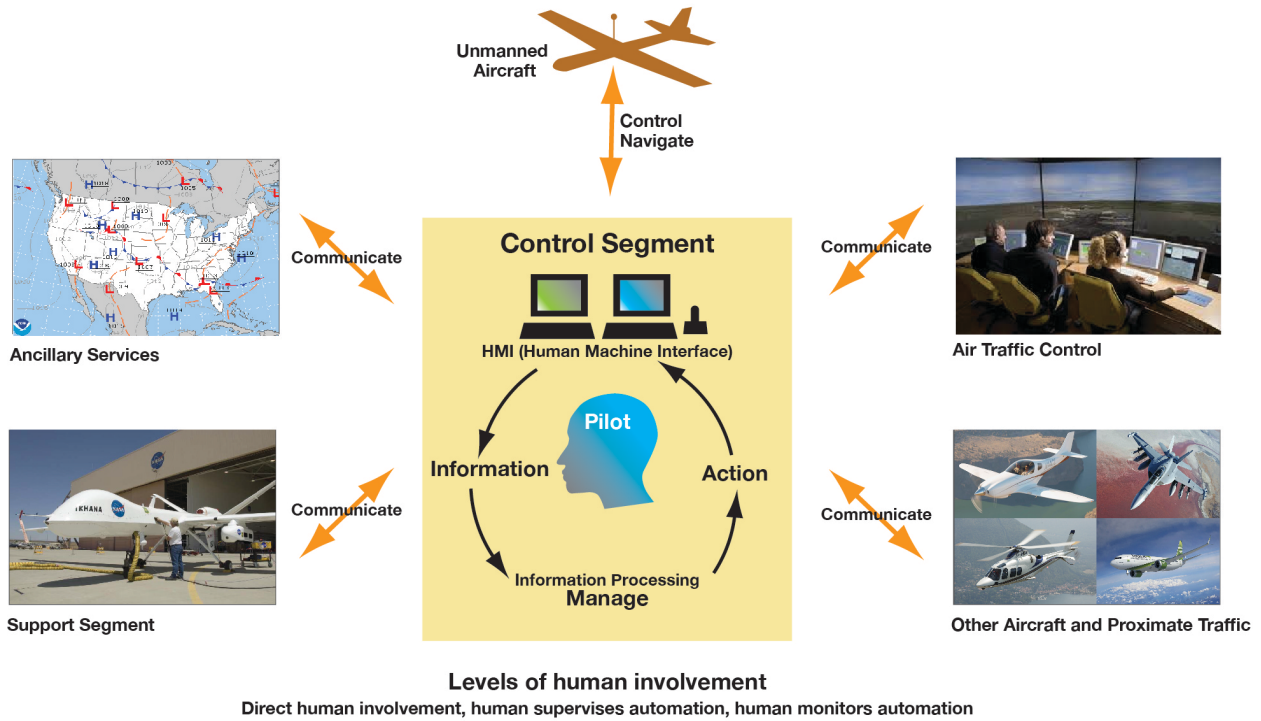 Unmanned
Aircraft
Control
Navigate
Communicate
Ancillary Services
Control Segment
HMI (Human Machine Interface)
Pilot
Information
Action
Information Processing
Manage
Communicate
Air Traffic Control
NASA
IKHANA
Communicate
Support Segment
Communicate
Other Aircraft and Proximate Traffic
Levels of human involvement
Direct human involvement, human supervises automation, human monitors automation